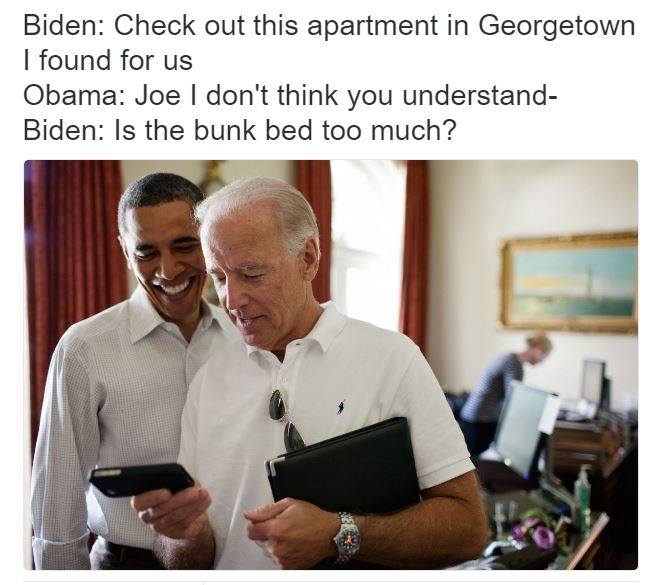 Biden: Check out this apartment in Georgetown
I found for us
Obama: Joe I don't think you understand-
Biden: Is the bunk bed too much?